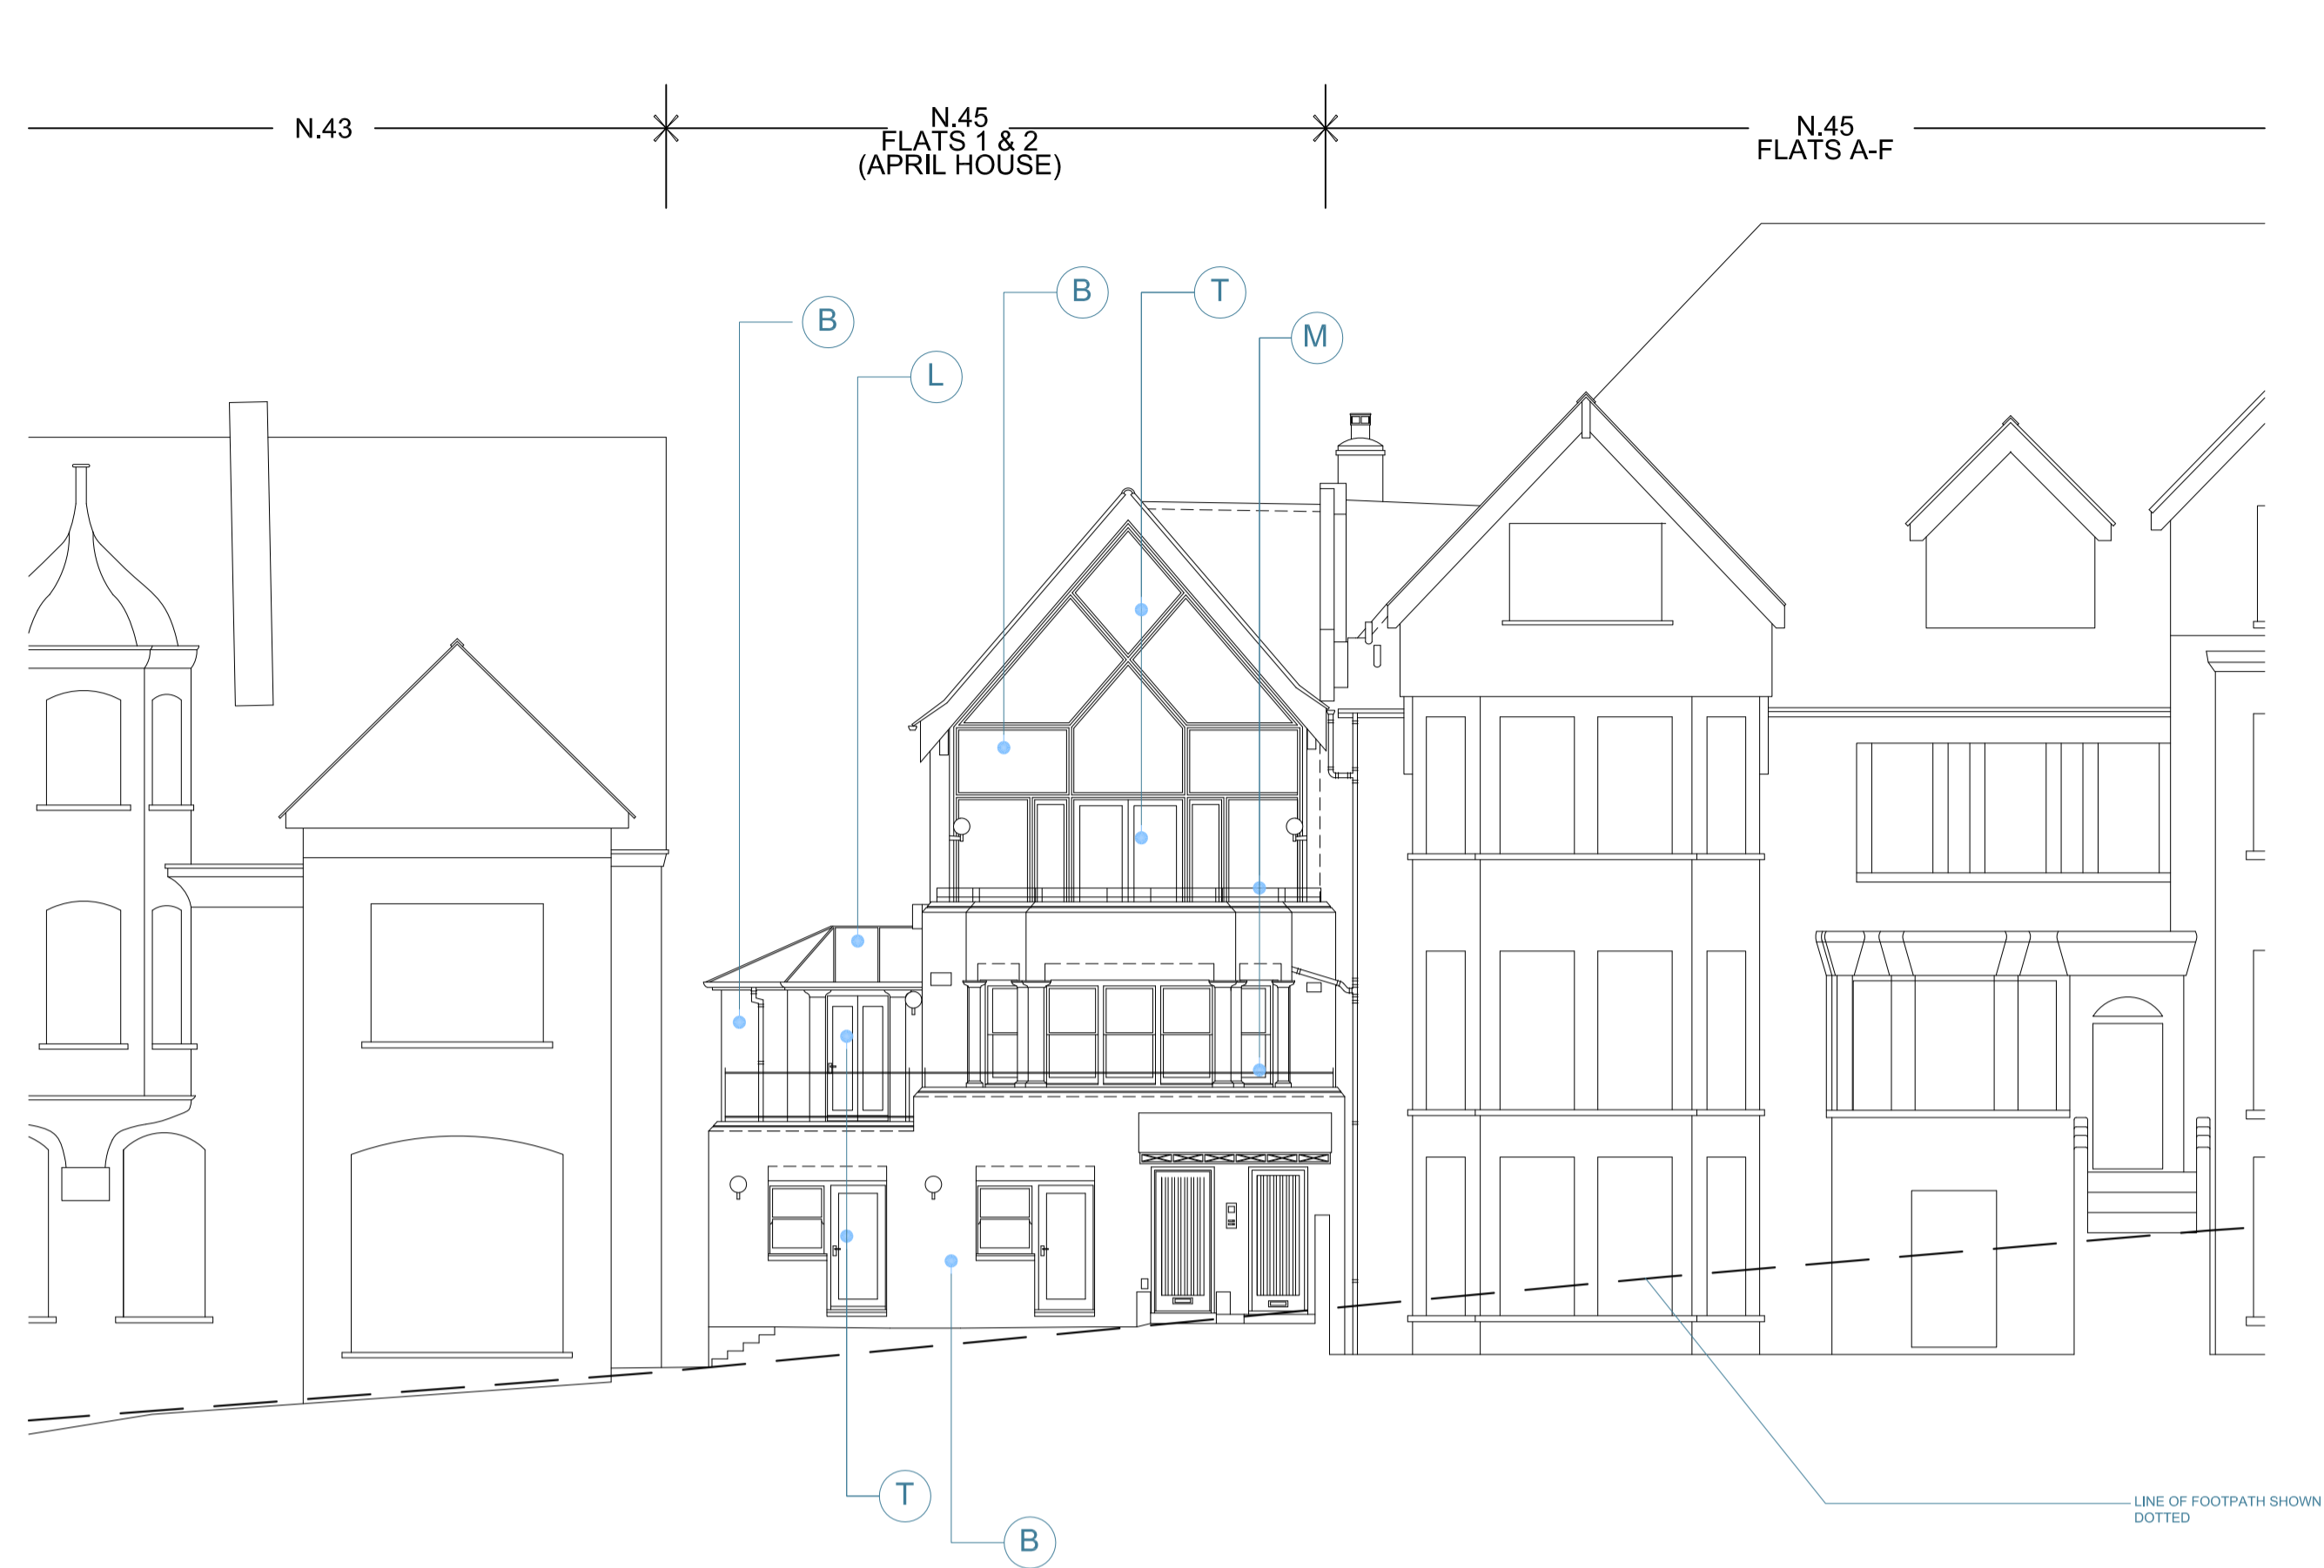 N.43
N.45
FLATS 1 & 2
(APRIL HOUSE)
N.45
FLATS A-F
B
T
B
M
L
T
B
LINE OF FOOTPATH SHOWN
DOTTED